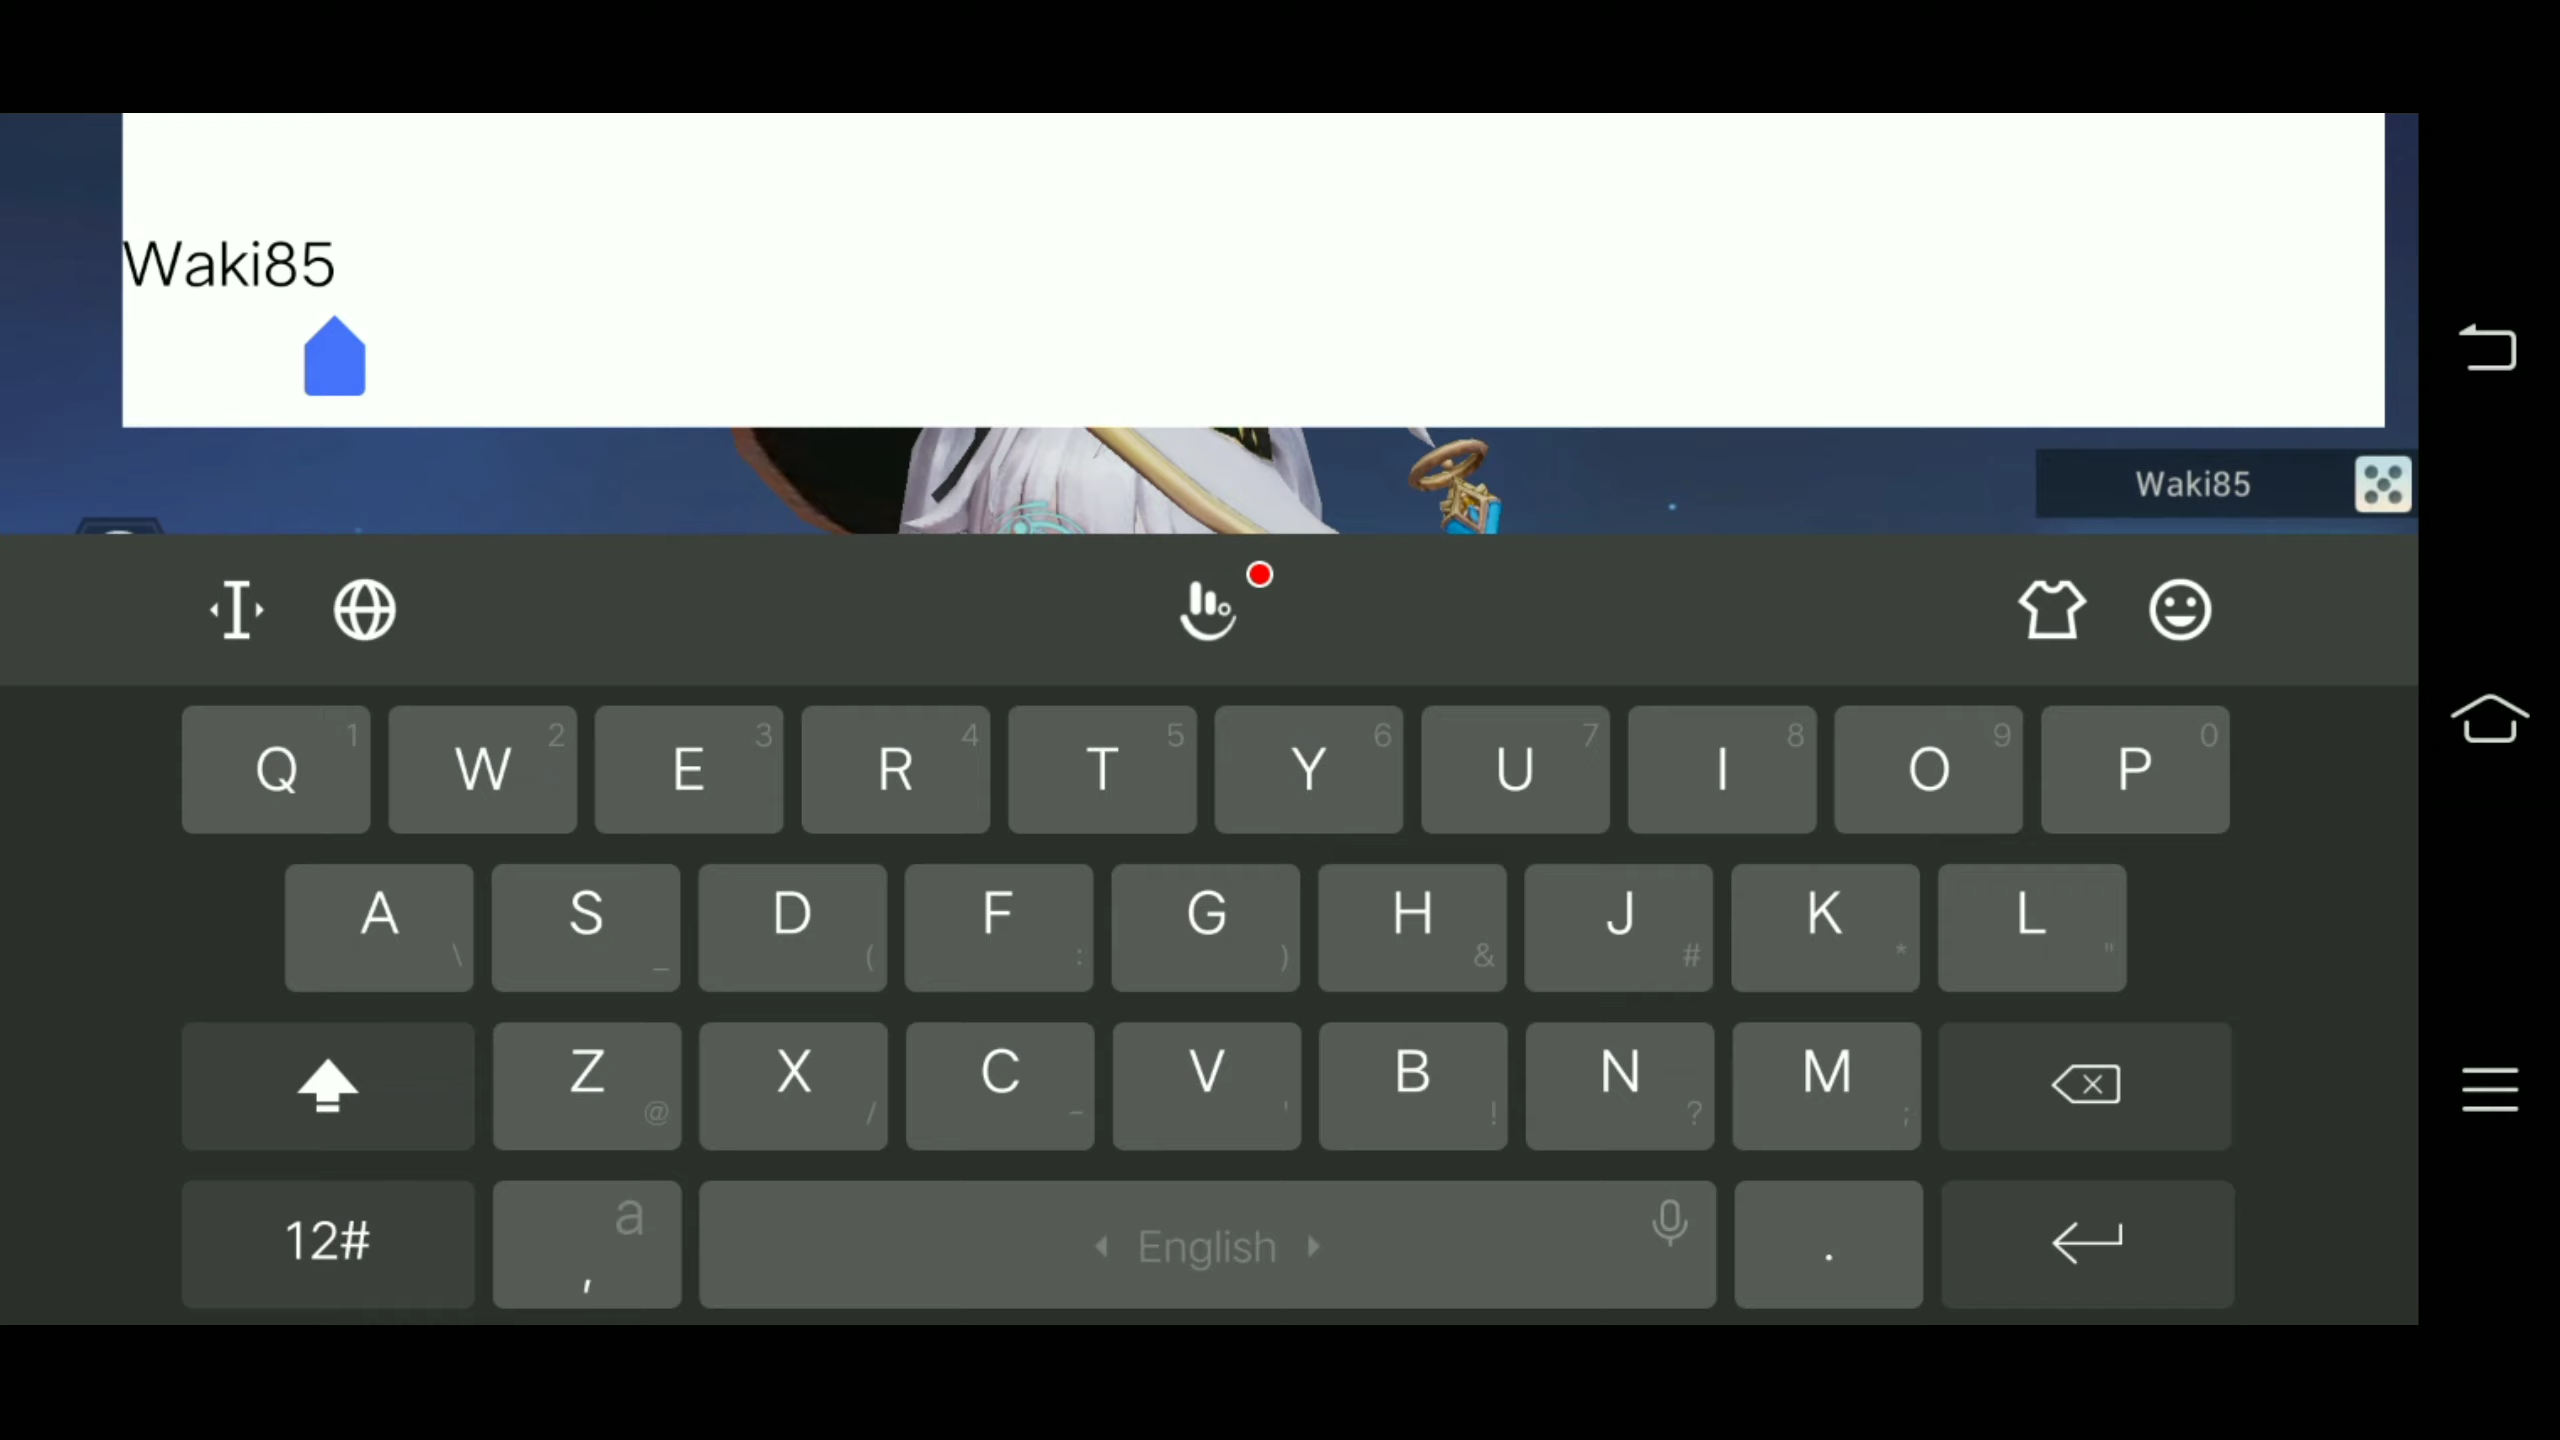 Waki85
Waki85
Q 1 W 2 E 3 R 4 T 5 Y 6 U 7 I 8 O 9 P 0
A \ S _ D ( F : G ) H & J # K * L "
Z @ X / C - V ' B ! N ? M ;
12# , a English .